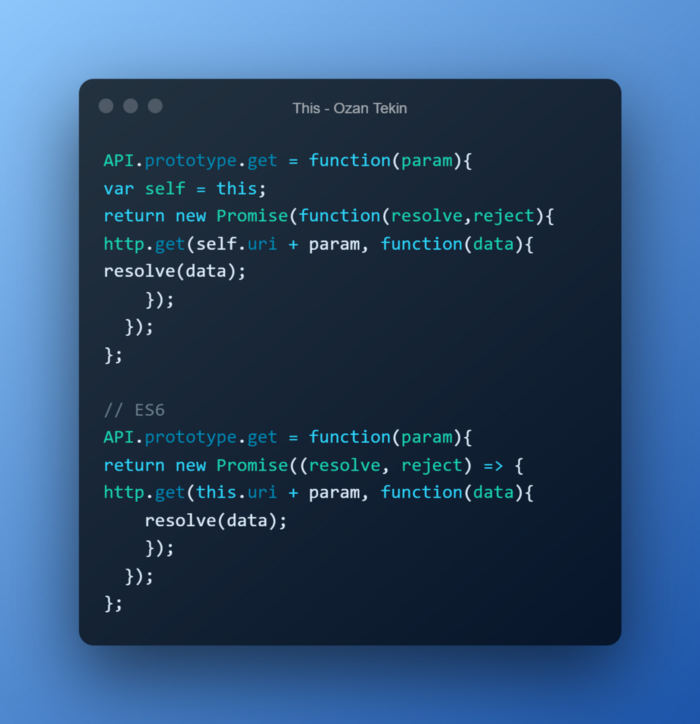 This - Ozan Tekin
API.prototype.get = function(param){
var self = this;
return new Promise(function(resolve,reject){
http.get(self.uri + param, function(data){
resolve(data);
    });
  });
};

// ES6
API.prototype.get = function(param){
return new Promise((resolve, reject) => {
http.get(this.uri + param, function(data){
    resolve(data);
    });
  });
};